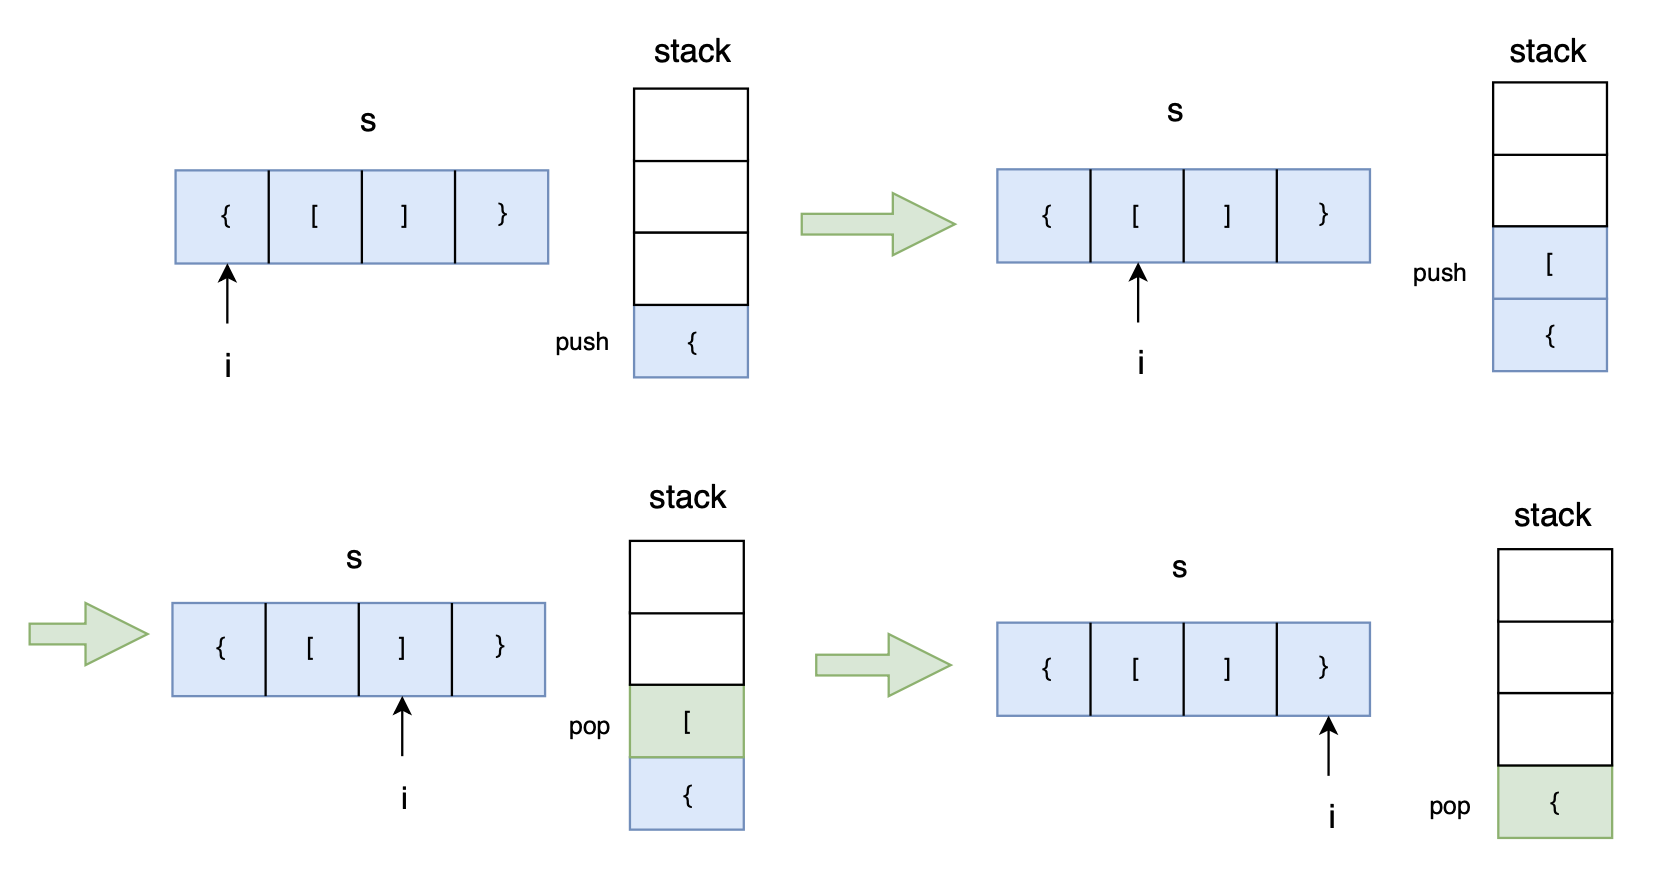 stack
s
{ [ ] }
push {
i
stack
s
{ [ ] }
[
push
{
i
stack
s
{ [ ] }
pop [
{
i
stack
s
{ [ ] }
pop {
i